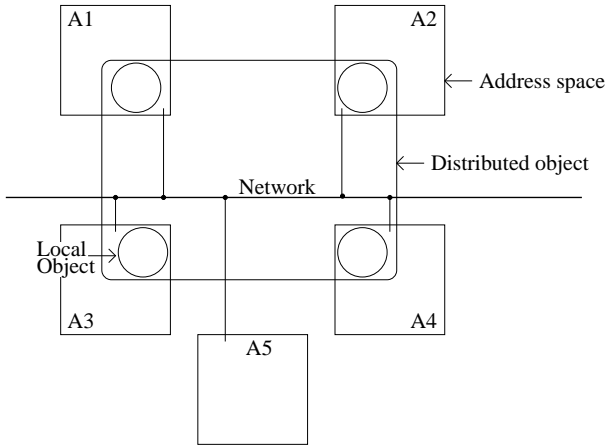 A1
A2
Address space
Distributed object
Network
Local
Object
A3
A4
A5